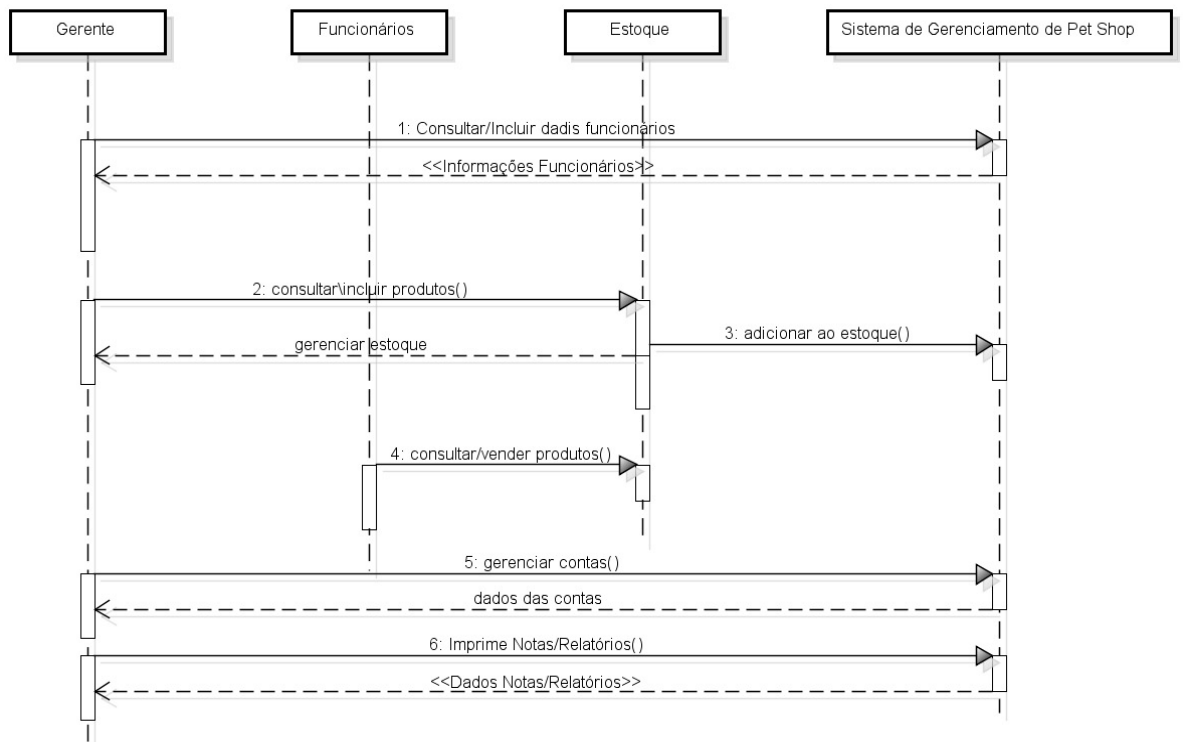 Gerente
Funcionários
Estoque
Sistema de Gerenciamento de Pet Shop
1: Consultar/Incluir dadis funcionários
<<Informações Funcionários>>
2: consultar\incluir produtos()
3: adicionar ao estoque()
gerenciar estoque
4: consultar/vender produtos()
5: gerenciar contas()
dados das contas
6: Imprime Notas/Relatórios()
<<Dados Notas/Relatórios>>